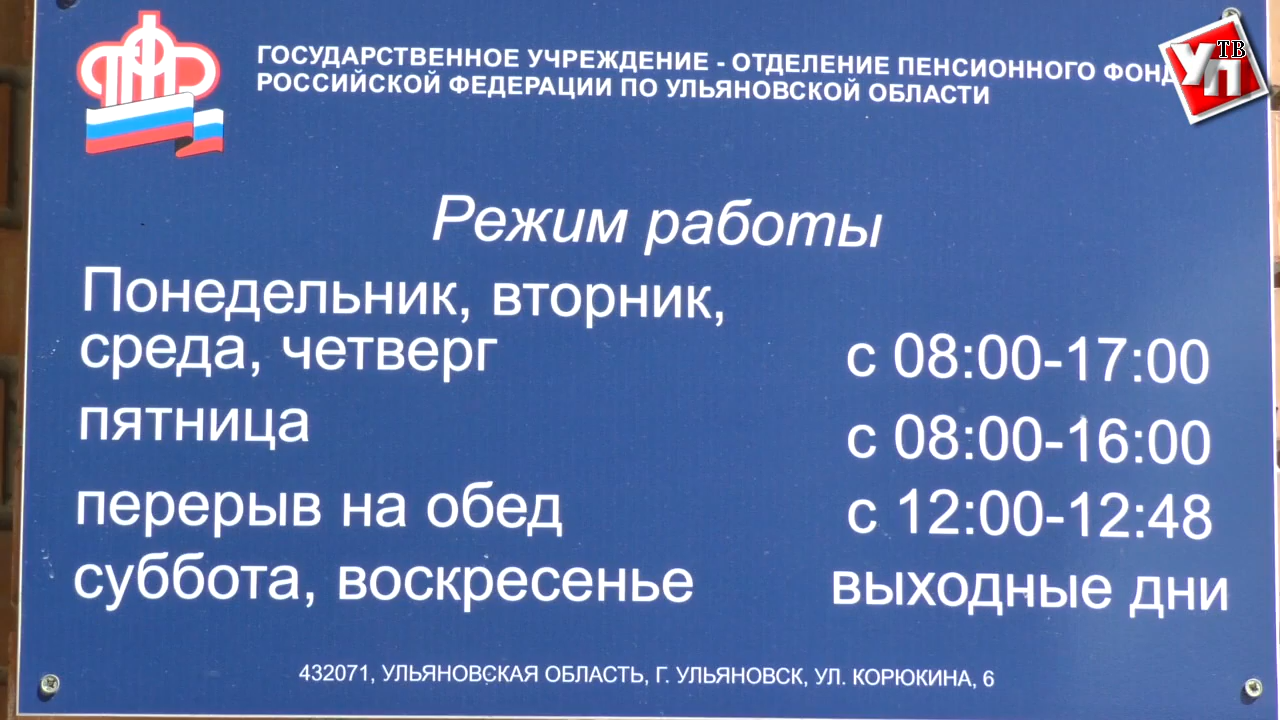 ГОСУДАРСТВЕННОЕ УЧРЕЖДЕНИЕ - ОТДЕЛЕНИЕ ПЕНСИОННОГО ФОНД
РОССИЙСКОЙ ФЕДЕРАЦИИ ПО УЛЬЯНОВСКОЙ ОБЛАСТИ
УП ТВ
Режим работы
Понедельник, вторник,
среда, четверг с 08:00-17:00
пятница с 08:00-16:00
перерыв на обед с 12:00-12:48
суббота, воскресенье выходные дни
432071, УЛЬЯНОВСКАЯ ОБЛАСТЬ, Г. УЛЬЯНОВСК, УЛ. КОРЮКИНА, 6